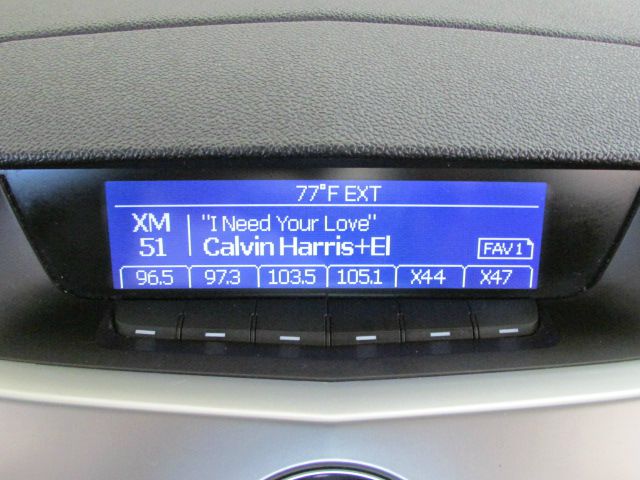 77°F EXT
XM "I Need Your Love"
51 Calvin Harris+El FAV 1
96.5 97.3 103.5 105.1 X44 X47